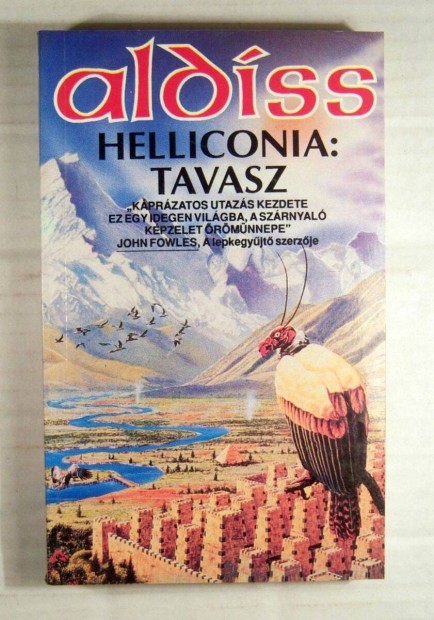 aldiss
HELLICONIA:
TAVASZ
„KÁPRÁZATOS UTAZÁS KEZDETE
EZ EGY IDEGEN VILÁGBA, A SZÁRNYALÓ
KÉPZELET ÖRÖMÜNNEPE”
JOHN FOWLES, A lepkegyűjtő szerzője